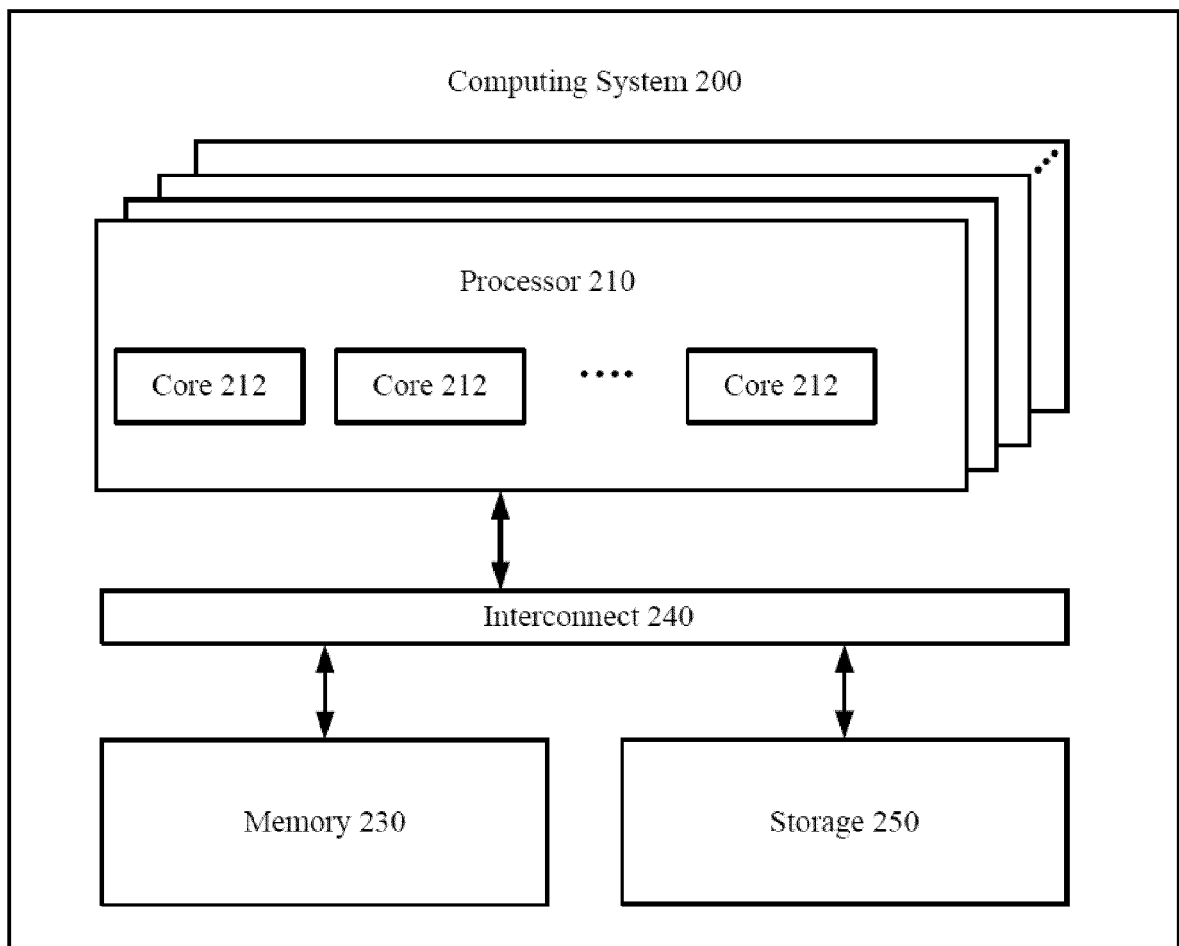 Computing System 200
Processor 210
Core 212
Core 212
Core 212
Interconnect 240
Memory 230
Storage 250